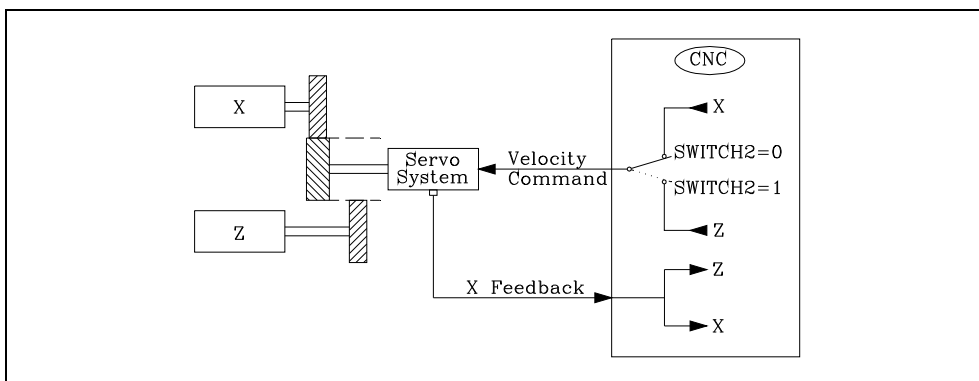 CNC
X
X
SWITCH2=0
Servo
System
Velocity
Command
SWITCH2=1
Z
Z
Z
X Feedback
X